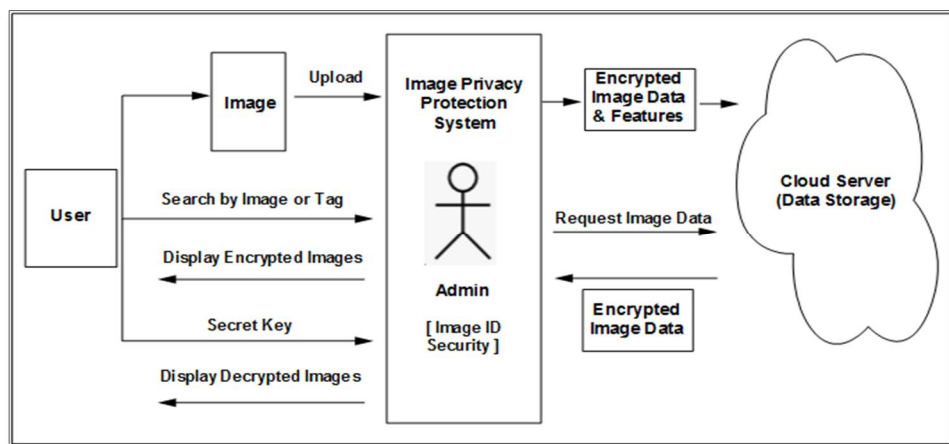 User
Image
Upload
Search by Image or Tag
Display Encrypted Images
Secret Key
Display Decrypted Images
Image Privacy
Protection
System
Admin
[ Image ID
Security ]
Encrypted
Image Data
& Features
Request Image Data
Encrypted
Image Data
Cloud Server
(Data Storage)